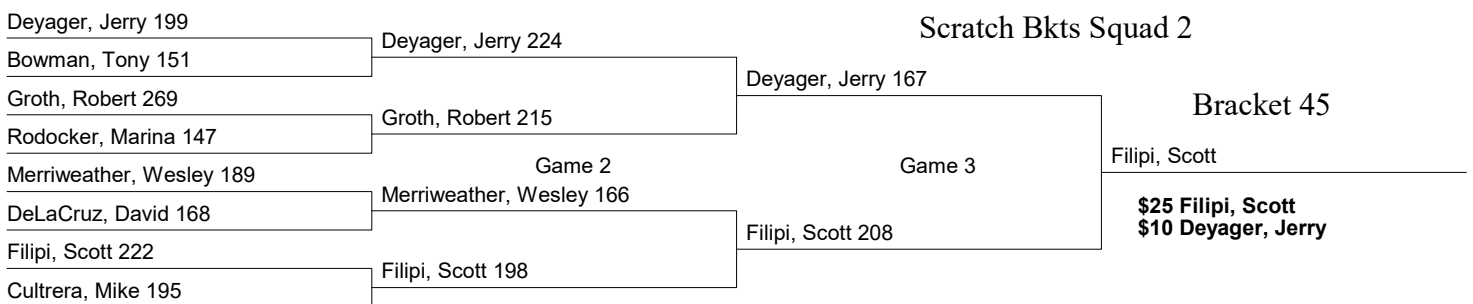 Scratch Bkts Squad 2
Bracket 45
Deyager, Jerry 199
Bowman, Tony 151
Groth, Robert 269
Rodocker, Marina 147
Merriweather, Wesley 189
DeLaCruz, David 168
Filipi, Scott 222
Cultrera, Mike 195
Deyager, Jerry 224
Groth, Robert 215
Game 2
Merriweather, Wesley 166
Filipi, Scott 198
Deyager, Jerry 167
Game 3
Filipi, Scott 208
Filipi, Scott
$25 Filipi, Scott
$10 Deyager, Jerry